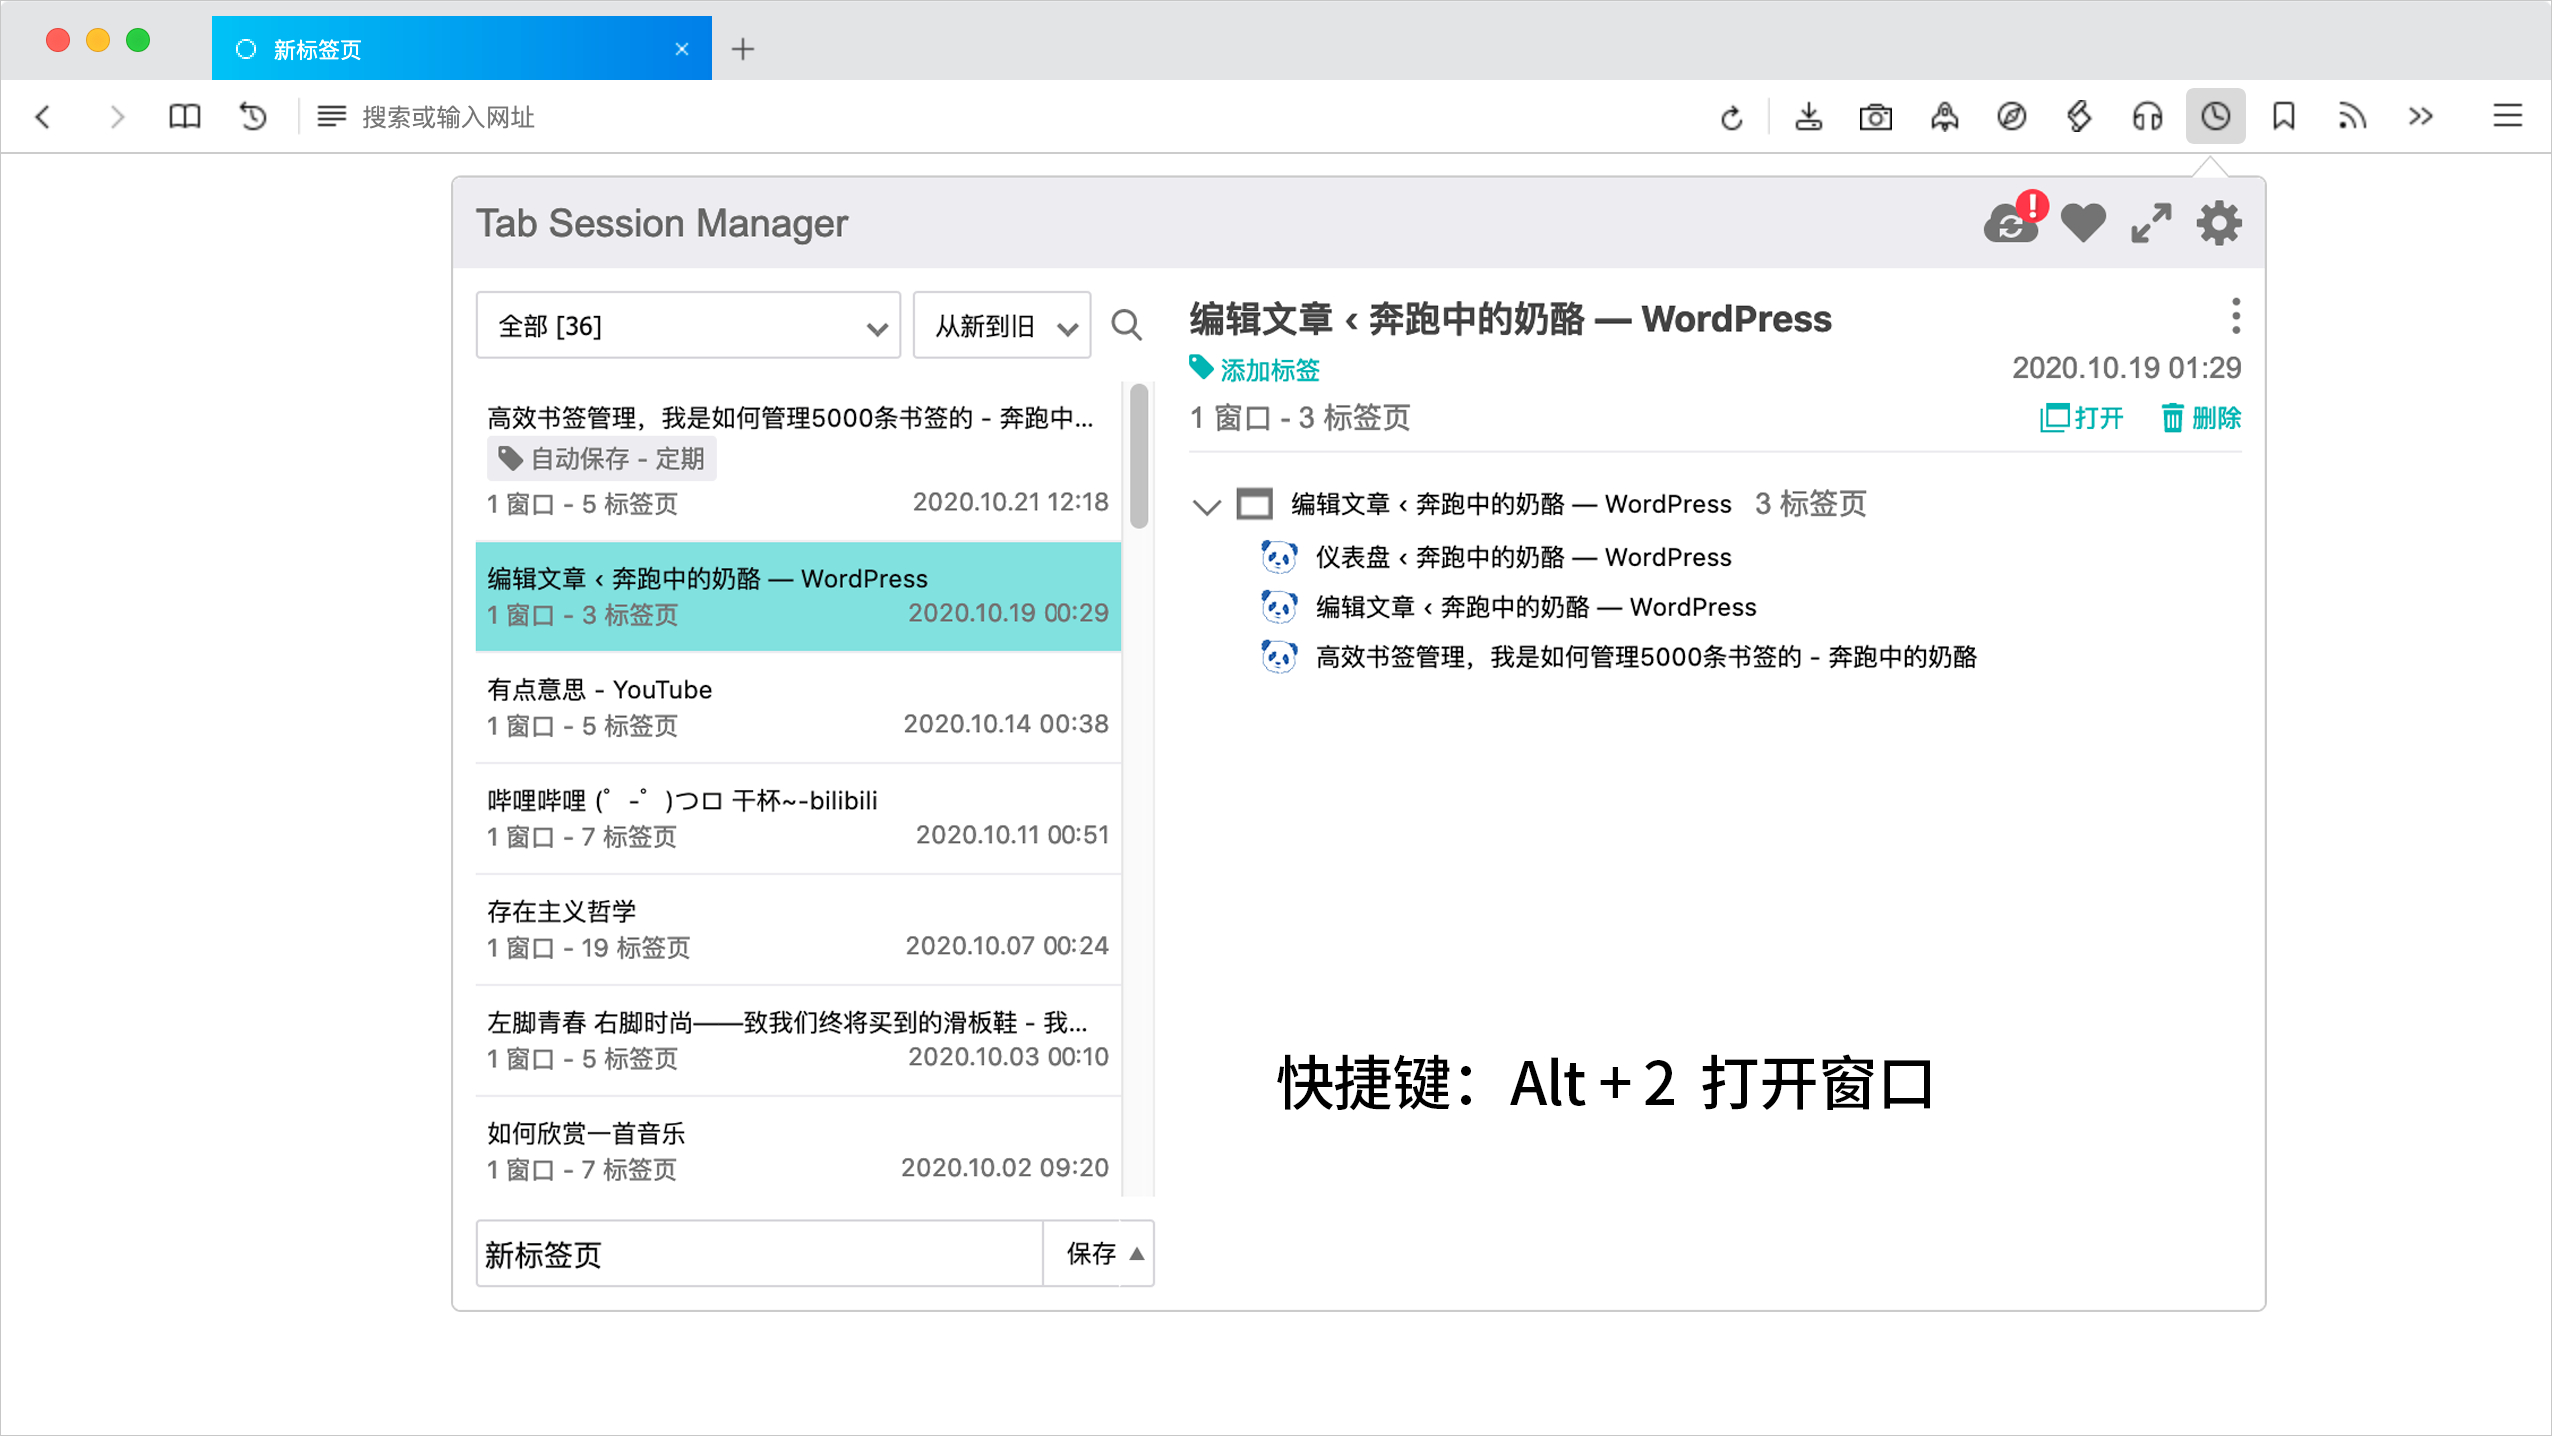 新标签页
搜索或输入网址
Tab Session Manager
全部 [36]
从新到旧
高效书签管理，我是如何管理5000条书签的 - 奔跑中...
自动保存 - 定期
1 窗口 - 5 标签页 2020.10.21 12:18
编辑文章 ‹ 奔跑中的奶酪 — WordPress
1 窗口 - 3 标签页 2020.10.19 00:29
有点意思 - YouTube
1 窗口 - 5 标签页 2020.10.14 00:38
哔哩哔哩 (゜-゜)つロ 干杯~-bilibili
1 窗口 - 7 标签页 2020.10.11 00:51
存在主义哲学
1 窗口 - 19 标签页 2020.10.07 00:24
左脚青春 右脚时尚——致我们终将买到的滑板鞋 - 我...
1 窗口 - 5 标签页 2020.10.03 00:10
如何欣赏一首音乐
1 窗口 - 7 标签页 2020.10.02 09:20
新标签页
保存
编辑文章 ‹ 奔跑中的奶酪 — WordPress
添加标签 2020.10.19 01:29
1 窗口 - 3 标签页 打开 删除
编辑文章 ‹ 奔跑中的奶酪 — WordPress 3 标签页
仪表盘 ‹ 奔跑中的奶酪 — WordPress
编辑文章 ‹ 奔跑中的奶酪 — WordPress
高效书签管理，我是如何管理5000条书签的 - 奔跑中的奶酪
快捷键：Alt + 2 打开窗口